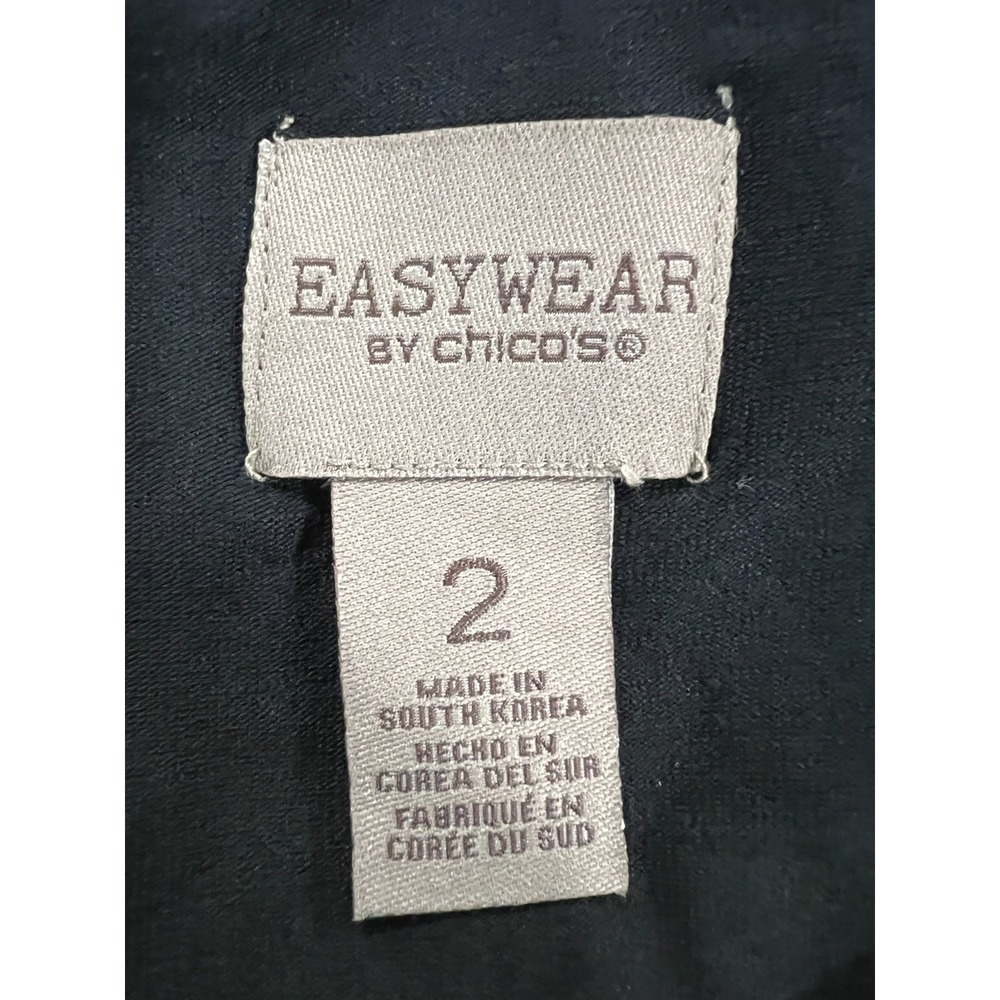 EASYWEAR
BY chico's®
2
MADE IN
SOUTH KOREA
HECHO EN
COREA DEL SUR
FABRIQUÉ EN
CORÉE DU SUD